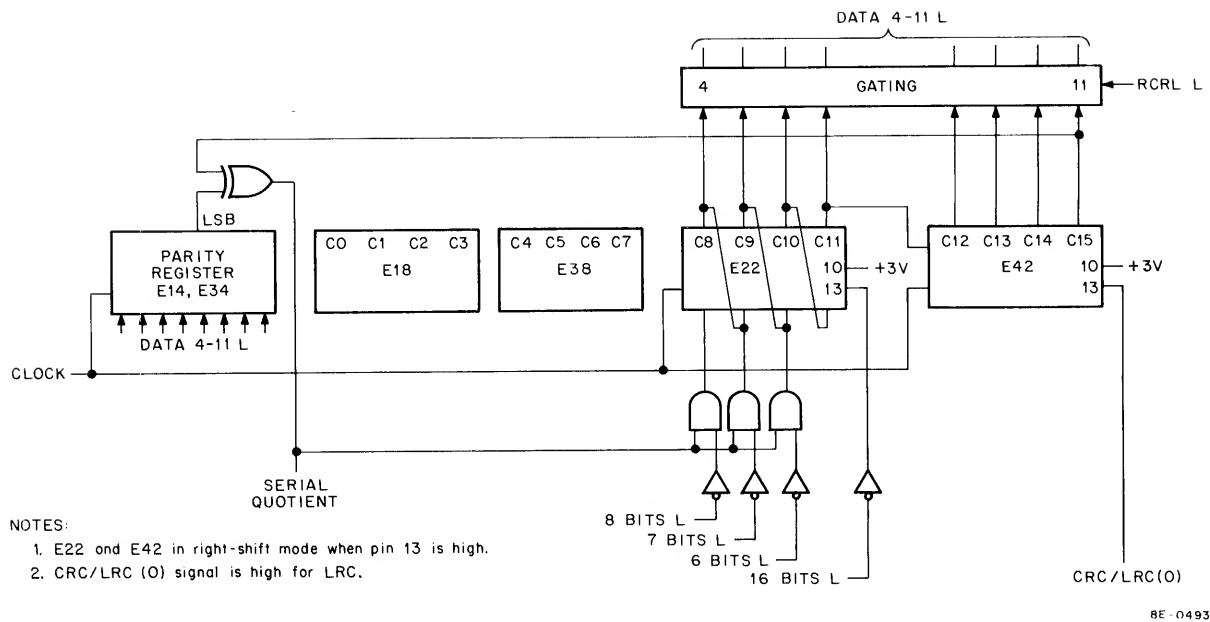 DATA 4-11 L
4 GATING 11
RCRL L
LSB
PARITY
REGISTER
E14, E34
DATA 4-11 L
CO C1 C2 C3
E18
C4 C5 C6 C7
E38
C8 C9 C10 C11
E22
10
+3V
13
C12 C13 C14 C15
E42
10
+3V
13
CLOCK
SERIAL
QUOTIENT
8 BITS L
7 BITS L
6 BITS L
16 BITS L
CRC/LRC(O)
NOTES:
1. E22 and E42 in right-shift mode when pin 13 is high.
2. CRC/LRC (O) signal is high for LRC.
8E-0493